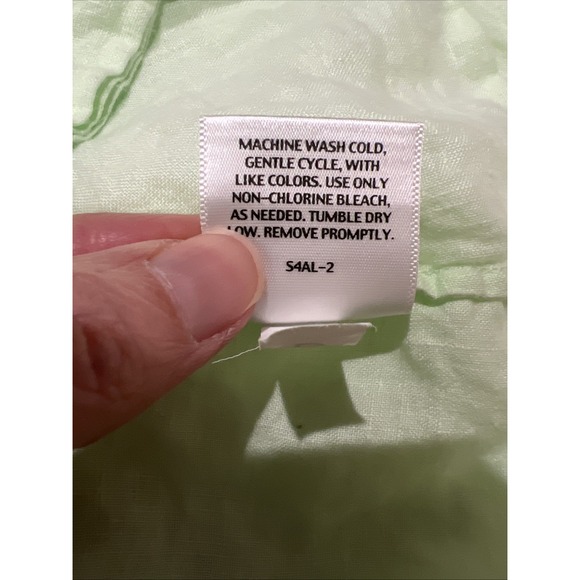 MACHINE WASH COLD,
GENTLE CYCLE, WITH
LIKE COLORS. USE ONLY
NON-CHLORINE BLEACH,
AS NEEDED. TUMBLE DRY
LOW. REMOVE PROMPTLY.
S4AL-2